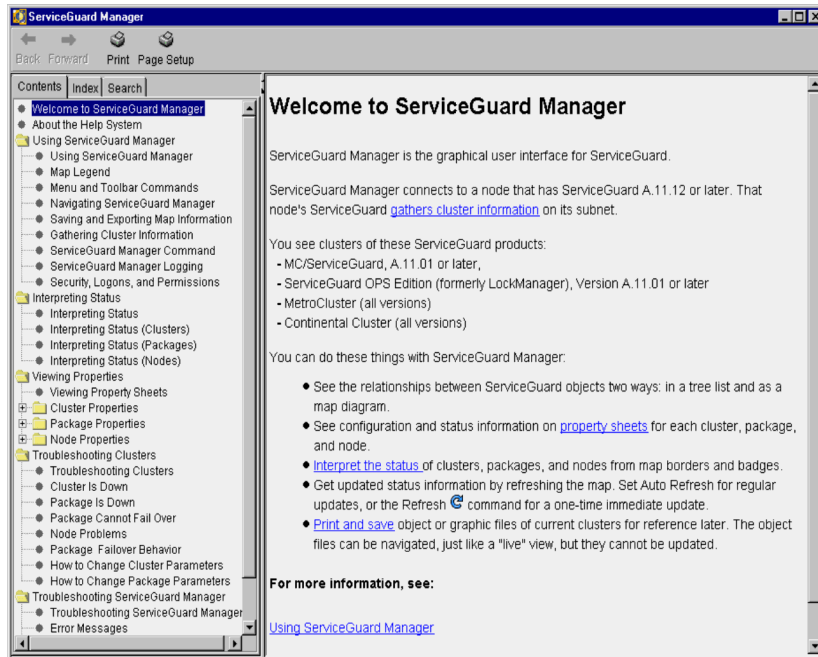 ServiceGuard Manager
Back Forward Print Page Setup
Contents Index Search
Welcome to ServiceGuard Manager
About the Help System
Using ServiceGuard Manager
Using ServiceGuard Manager
Map Legend
Menu and Toolbar Commands
Navigating ServiceGuard Manager
Saving and Exporting Map Information
Gathering Cluster Information
ServiceGuard Manager Command
ServiceGuard Manager Logging
Security, Logons, and Permissions
Interpreting Status
Interpreting Status
Interpreting Status (Clusters)
Interpreting Status (Packages)
Interpreting Status (Nodes)
Viewing Properties
Viewing Property Sheets
Cluster Properties
Package Properties
Node Properties
Troubleshooting Clusters
Troubleshooting Clusters
Cluster Is Down
Package Is Down
Package Cannot Fail Over
Node Problems
Package Failover Behavior
How to Change Cluster Parameters
How to Change Package Parameters
Troubleshooting ServiceGuard Manager
Troubleshooting ServiceGuard Manager
Error Messages
Welcome to ServiceGuard Manager
ServiceGuard Manager is the graphical user interface for ServiceGuard.
ServiceGuard Manager connects to a node that has ServiceGuard A.11.12 or later. That
node's ServiceGuard gathers cluster information on its subnet.
You see clusters of these ServiceGuard products:
- MC/ServiceGuard, A.11.01 or later,
- ServiceGuard OPS Edition (formerly LockManager), Version A.11.01 or later
- MetroCluster (all versions)
- Continental Cluster (all versions)
You can do these things with ServiceGuard Manager:
● See the relationships between ServiceGuard objects two ways: in a tree list and as a
map diagram.
● See configuration and status information on property sheets for each cluster, package,
and node.
● Interpret the status of clusters, packages, and nodes from map borders and badges.
● Get updated status information by refreshing the map. Set Auto Refresh for regular
updates, or the Refresh command for a one-time immediate update.
● Print and save object or graphic files of current clusters for reference later. The object
files can be navigated, just like a "live" view, but they cannot be updated.
For more information, see:
Using ServiceGuard Manager